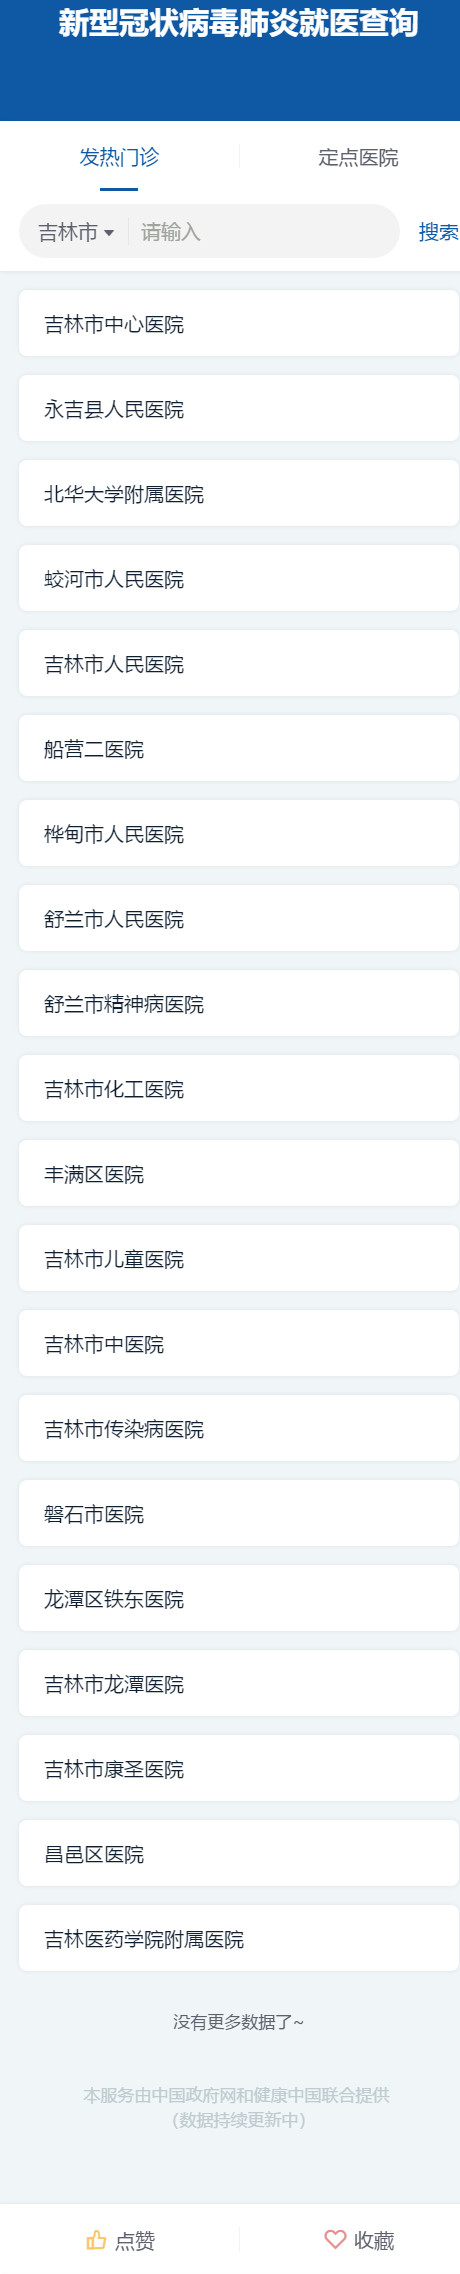 新型冠状病毒肺炎就医查询
发热门诊 定点医院
吉林市 请输入 搜索
吉林市中心医院
永吉县人民医院
北华大学附属医院
蛟河市人民医院
吉林市人民医院
船营二医院
桦甸市人民医院
舒兰市人民医院
舒兰市精神病医院
吉林市化工医院
丰满区医院
吉林市儿童医院
吉林市中医院
吉林市传染病医院
磐石市医院
龙潭区铁东医院
吉林市龙潭医院
吉林市康圣医院
昌邑区医院
吉林医药学院附属医院
没有更多数据了~
本服务由中国政府网和健康中国联合提供
（数据持续更新中）
点赞 收藏